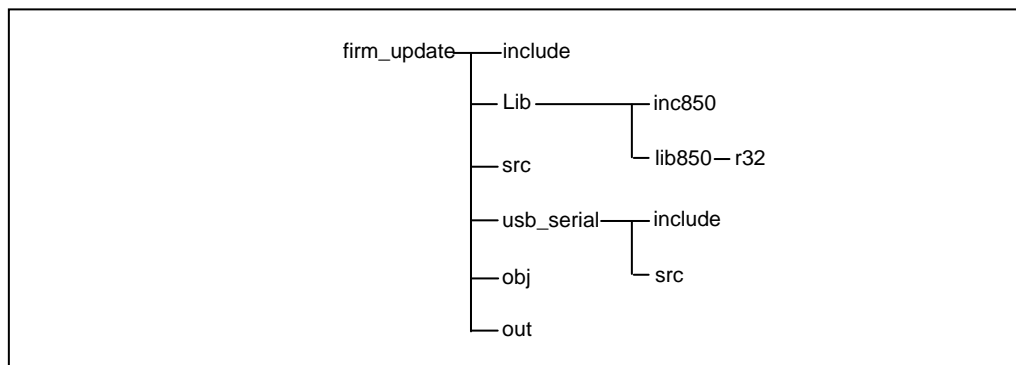 firm_update include
Lib inc850
lib850 r32
src
usb_serial include
src
obj
out